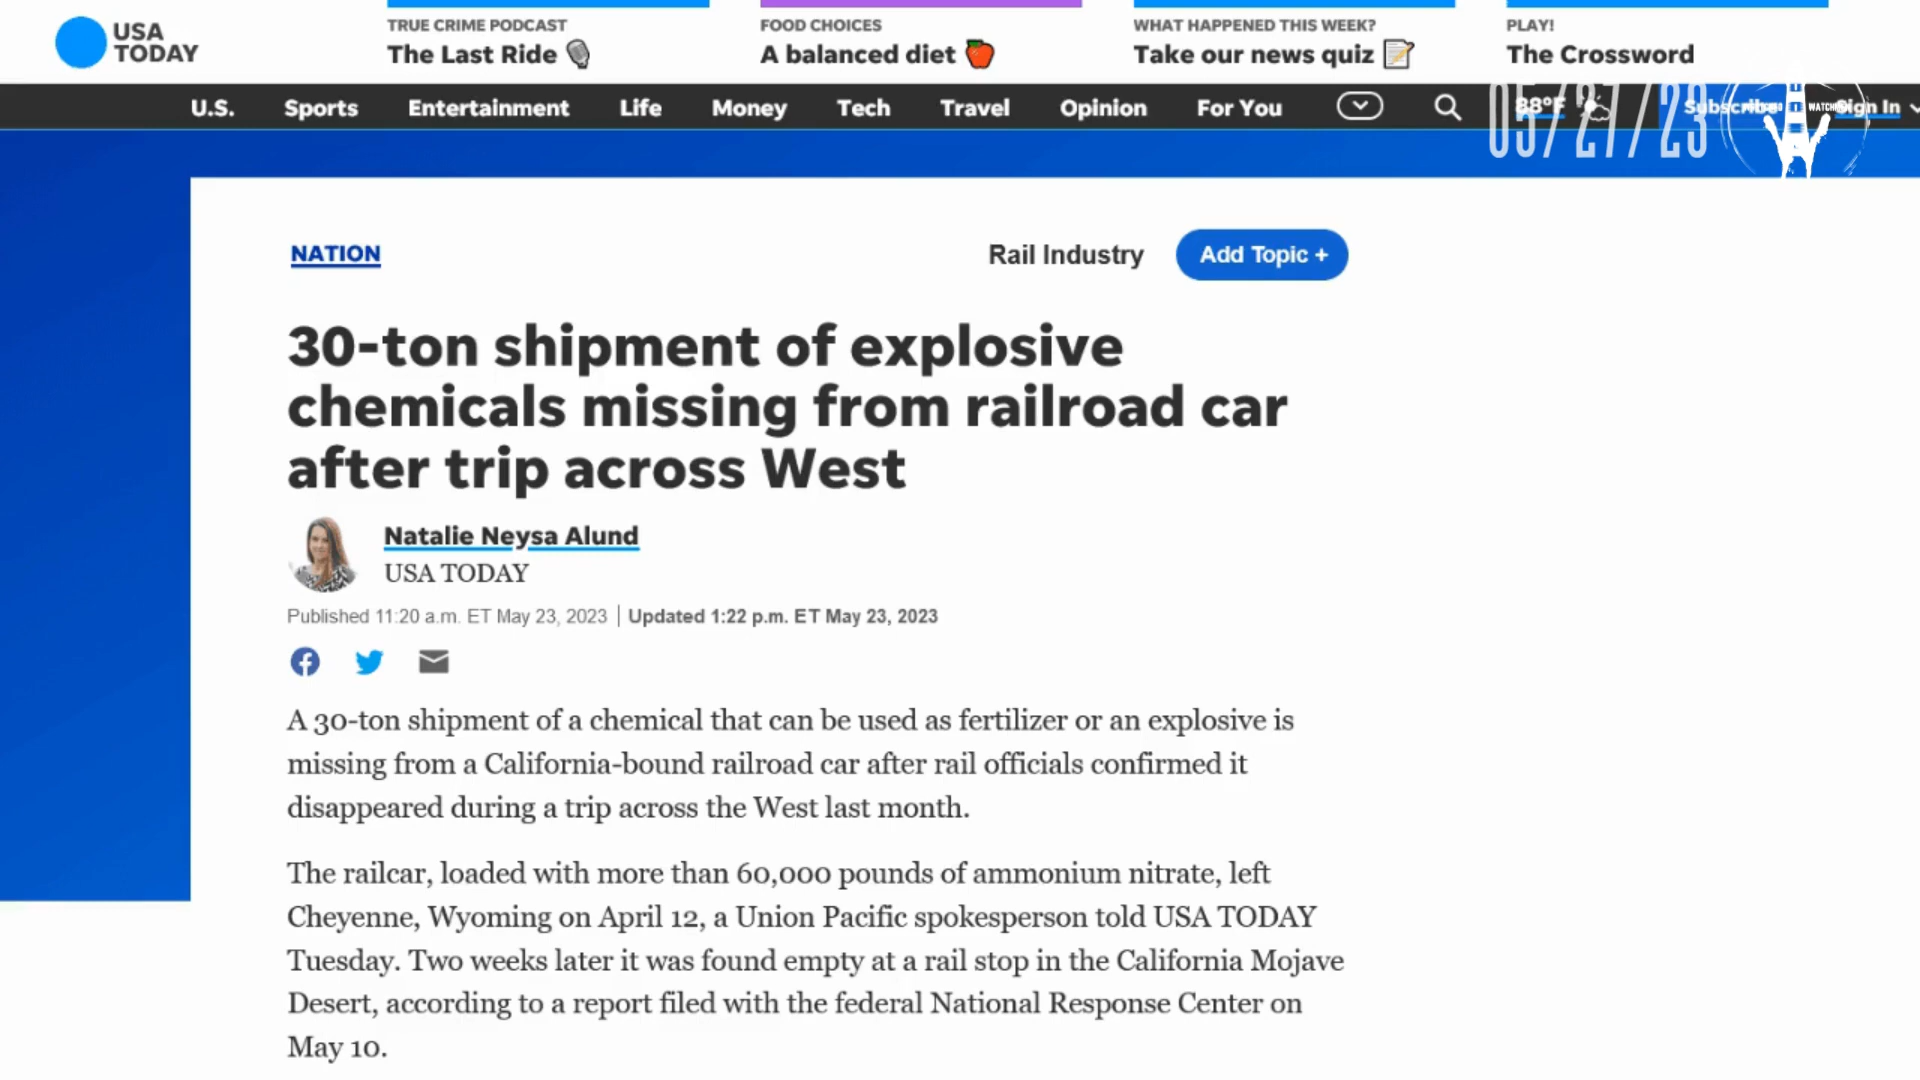 USA
TODAY
TRUE CRIME PODCAST
The Last Ride
FOOD CHOICES
A balanced diet
WHAT HAPPENED THIS WEEK?
Take our news quiz
PLAY!
The Crossword
U.S. Sports Entertainment Life Money Tech Travel Opinion For You 88°F Subscribe Sign In
05/27/23
NATION
Rail Industry
Add Topic +
30-ton shipment of explosive
chemicals missing from railroad car
after trip across West
Natalie Neysa Alund
USA TODAY
Published 11:20 a.m. ET May 23, 2023 | Updated 1:22 p.m. ET May 23, 2023
A 30-ton shipment of a chemical that can be used as fertilizer or an explosive is
missing from a California-bound railroad car after rail officials confirmed it
disappeared during a trip across the West last month.
The railcar, loaded with more than 60,000 pounds of ammonium nitrate, left
Cheyenne, Wyoming on April 12, a Union Pacific spokesperson told USA TODAY
Tuesday. Two weeks later it was found empty at a rail stop in the California Mojave
Desert, according to a report filed with the federal National Response Center on
May 10.